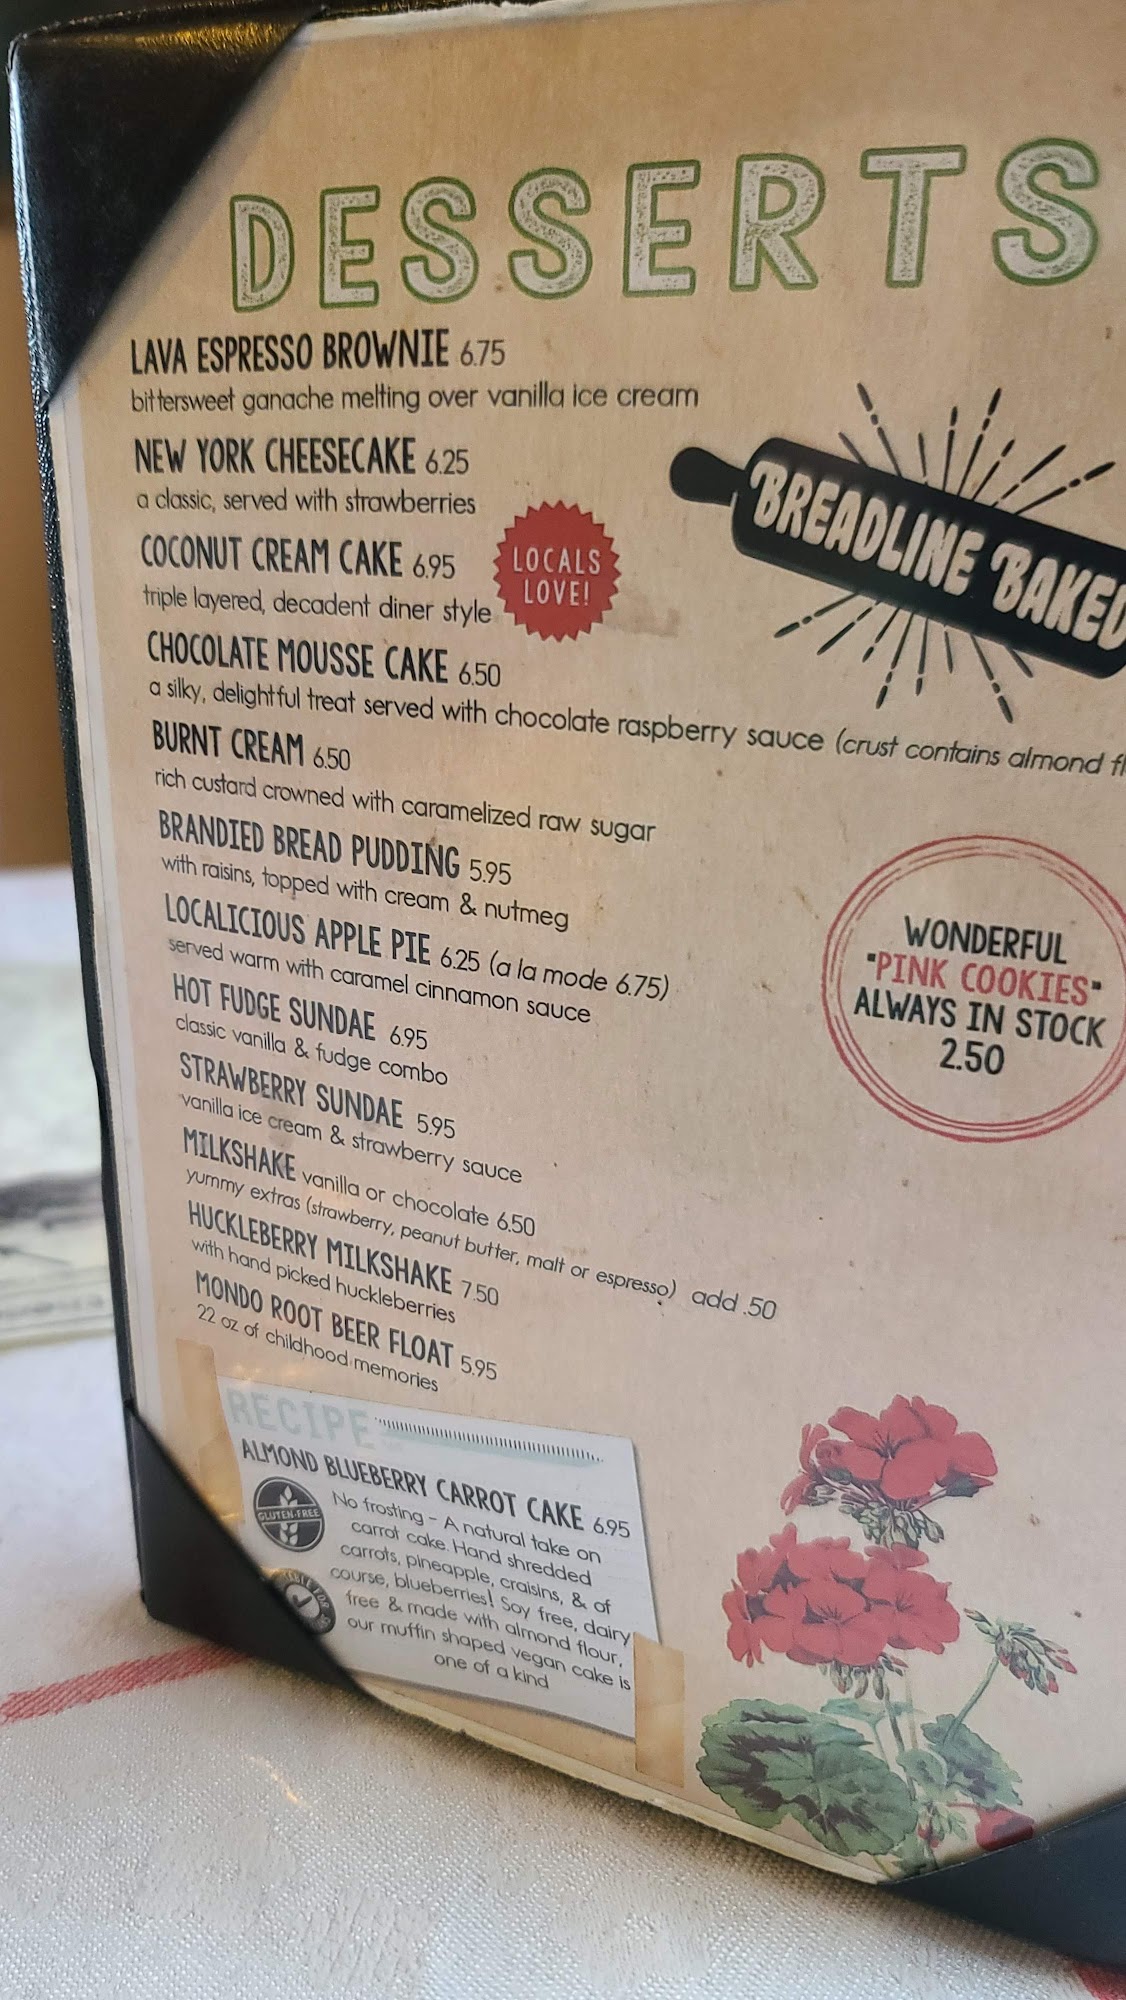 DESSERTS
LAVA ESPRESSO BROWNIE 6.75
bittersweet ganache melting over vanilla ice cream
NEW YORK CHEESECAKE 6.25
a classic, served with strawberries
COCONUT CREAM CAKE 6.95
triple layered, decadent diner style
LOCALS
LOVE!
BREADLINE BAKED
CHOCOLATE MOUSSE CAKE 6.50
a silky, delightful treat served with chocolate raspberry sauce (crust contains almond
BURNT CREAM 6.50
rich custard crowned with caramelized raw sugar
BRANDIED BREAD PUDDING 5.95
with raisins, topped with cream & nutmeg
LOCALICIOUS APPLE PIE 6.25 (a la mode 6.75)
served warm with caramel cinnamon sauce
HOT FUDGE SUNDAE 6.95
classic vanilla & fudge combo
STRAWBERRY SUNDAE 5.95
vanilla ice cream & strawberry sauce
MILKSHAKE vanilla or chocolate 6.50
yummy extras (strawberry, peanut butter, malt or espresso) add .50
HUCKLEBERRY MILKSHAKE 7.50
with hand picked huckleberries
MONDO ROOT BEER FLOAT 5.95
22 oz of childhood memories
WONDERFUL
"PINK COOKIES"
ALWAYS IN STOCK
2.50
RECIPE
ALMOND BLUEBERRY CARROT CAKE 6.95
GLUTEN-FREE
No frosting - A natural take on
carrot cake. Hand shredded
carrots, pineapple, craisins, & of
course, blueberries! Soy free, dairy
free & made with almond flour,
our muffin shaped vegan cake is
one of a kind